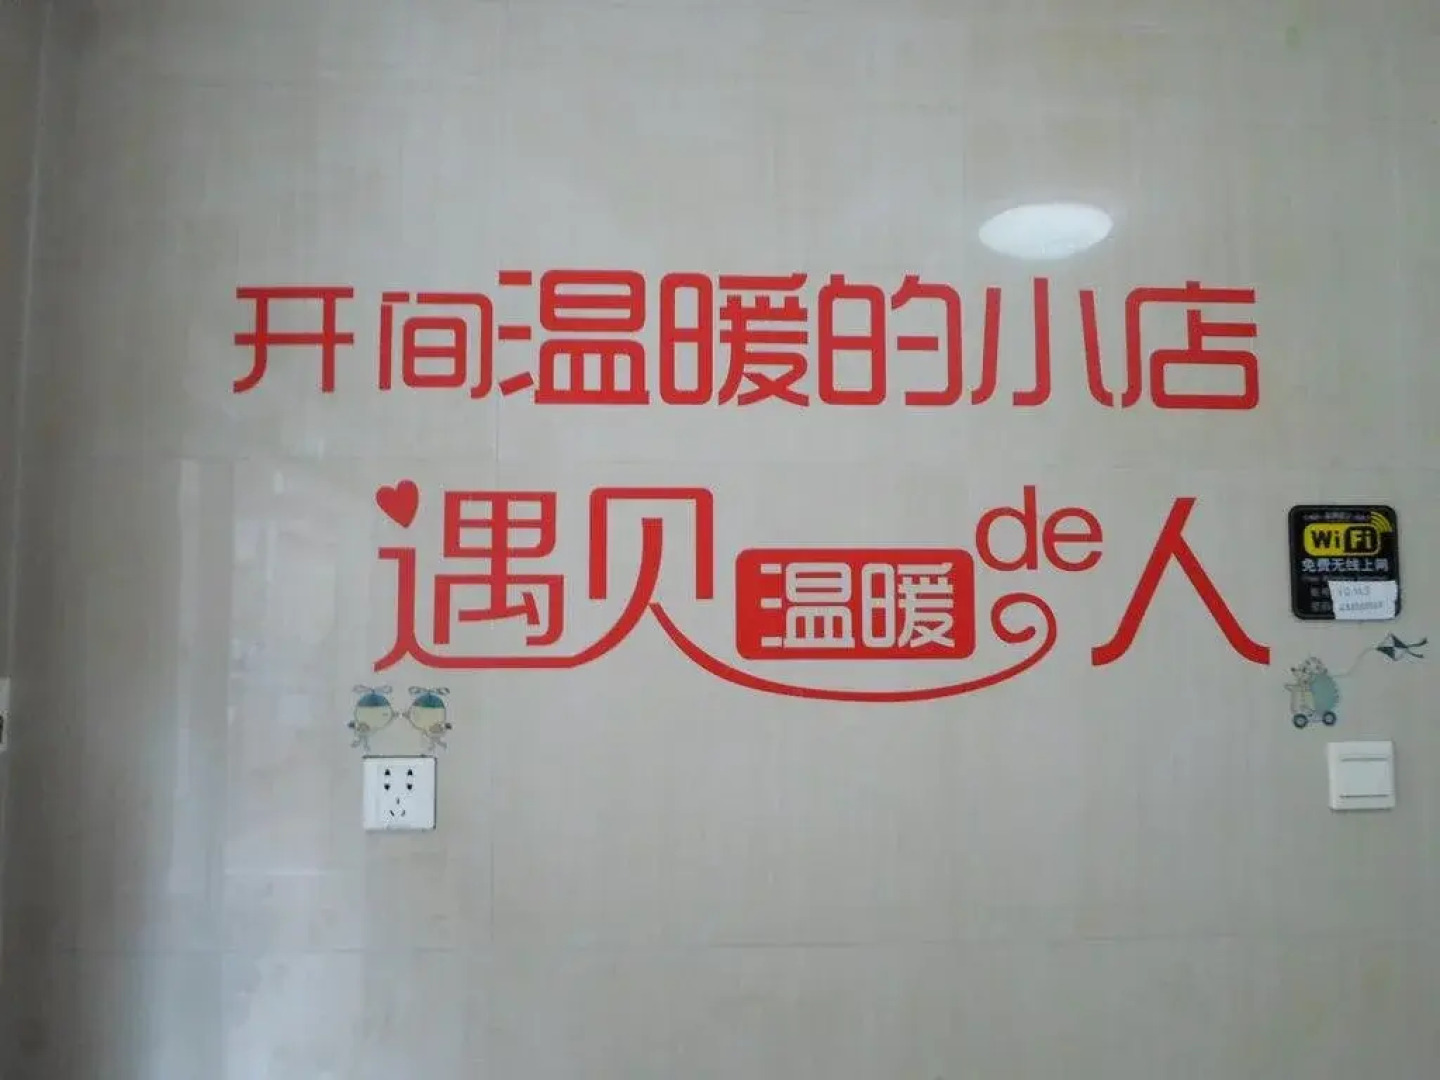 开间温暖的小店
遇见温暖de人
WiFi
免费无线上网